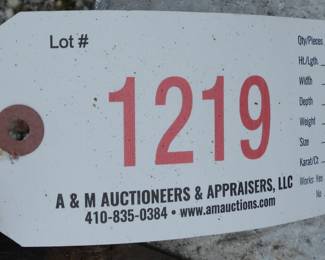 Lot #
1219
A & M AUCTIONEERS & APPRAISERS, LLC
410-835-0384 • www.amauctions.com
Qty/Pieces
Ht./Lgth.
Width
Depth
Weight
Size
Karat/Ct
Works: Yes
No